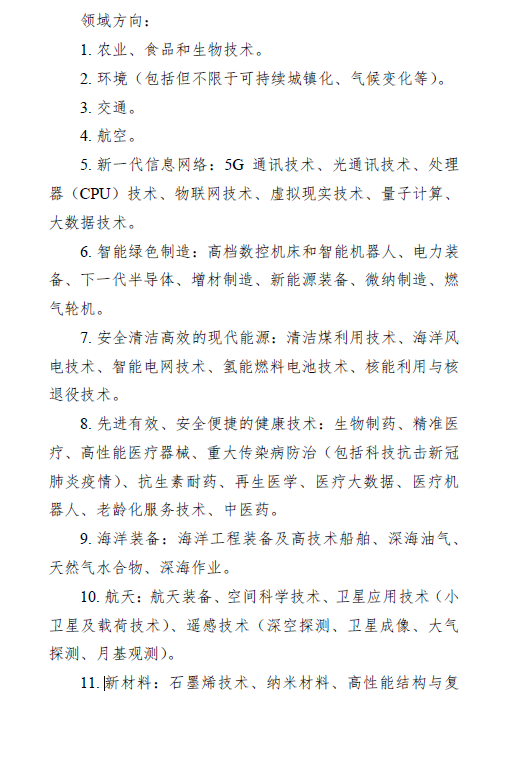 领域方向：
1. 农业、食品和生物技术。
2. 环境（包括但不限于可持续城镇化、气候变化等）。
3. 交通。
4. 航空。
5. 新一代信息网络：5G 通讯技术、光通讯技术、处理
器（CPU）技术、物联网技术、虚拟现实技术、量子计算、
大数据技术。
6. 智能绿色制造：高档数控机床和智能机器人、电力装
备、下一代半导体、增材制造、新能源装备、微纳制造、燃
气轮机。
7. 安全清洁高效的现代能源：清洁煤利用技术、海洋风
电技术、智能电网技术、氢能燃料电池技术、核能利用与核
退役技术。
8. 先进有效、安全便捷的健康技术：生物制药、精准医
疗、高性能医疗器械、重大传染病防治（包括科技抗击新冠
肺炎疫情）、抗生素耐药、再生医学、医疗大数据、医疗机
器人、老龄化服务技术、中医药。
9. 海洋装备：海洋工程装备及高技术船舶、深海油气、
天然气水合物、深海作业。
10. 航天：航天装备、空间科学技术、卫星应用技术（小
卫星及载荷技术）、遥感技术（深空探测、卫星成像、大气
探测、月基观测）。
11. 新材料：石墨烯技术、纳米材料、高性能结构与复